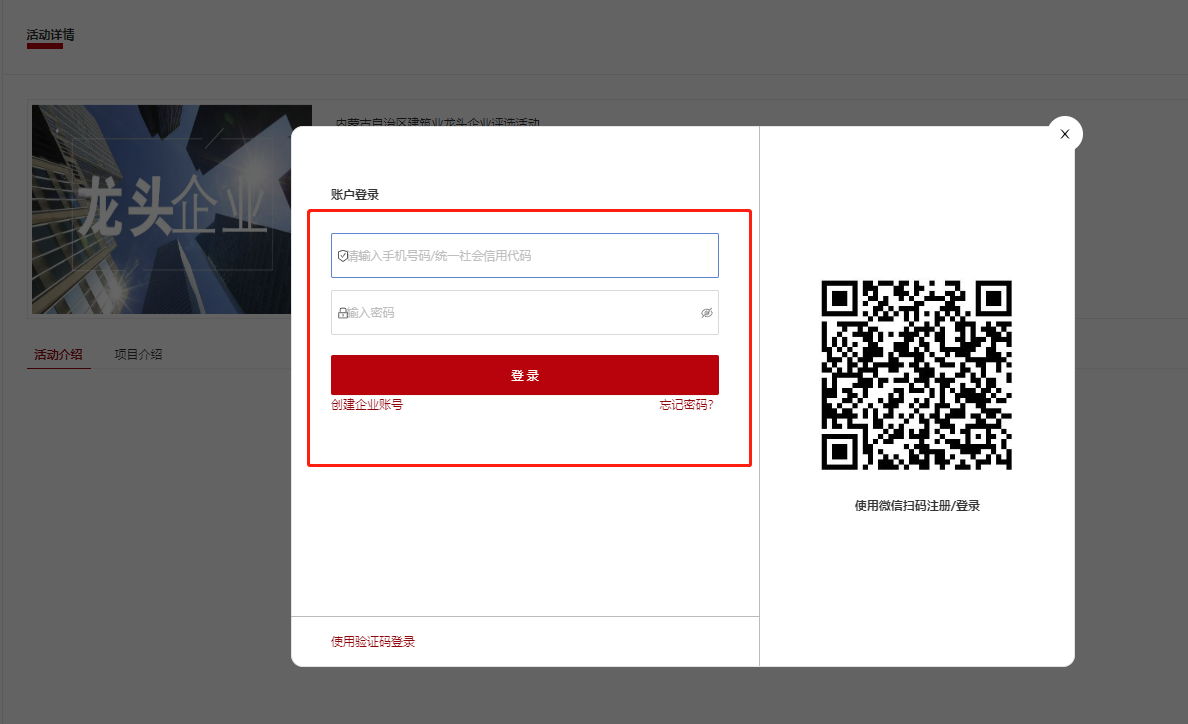 活动详情
内蒙古自治区建筑业龙头企业评选活动
龙头企业
活动介绍
项目介绍
X
账户登录
请输入手机号码/统一社会信用代码
输入密码
登录
创建企业账号
忘记密码?
使用验证码登录
使用微信扫码注册/登录